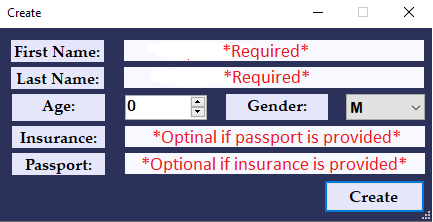 Create
First Name: *Required*
Last Name: *Required*
Age: 0 Gender: M
Insurance: *Optinal if passport is provided*
Passport: *Optional if insurance is provided*
Create